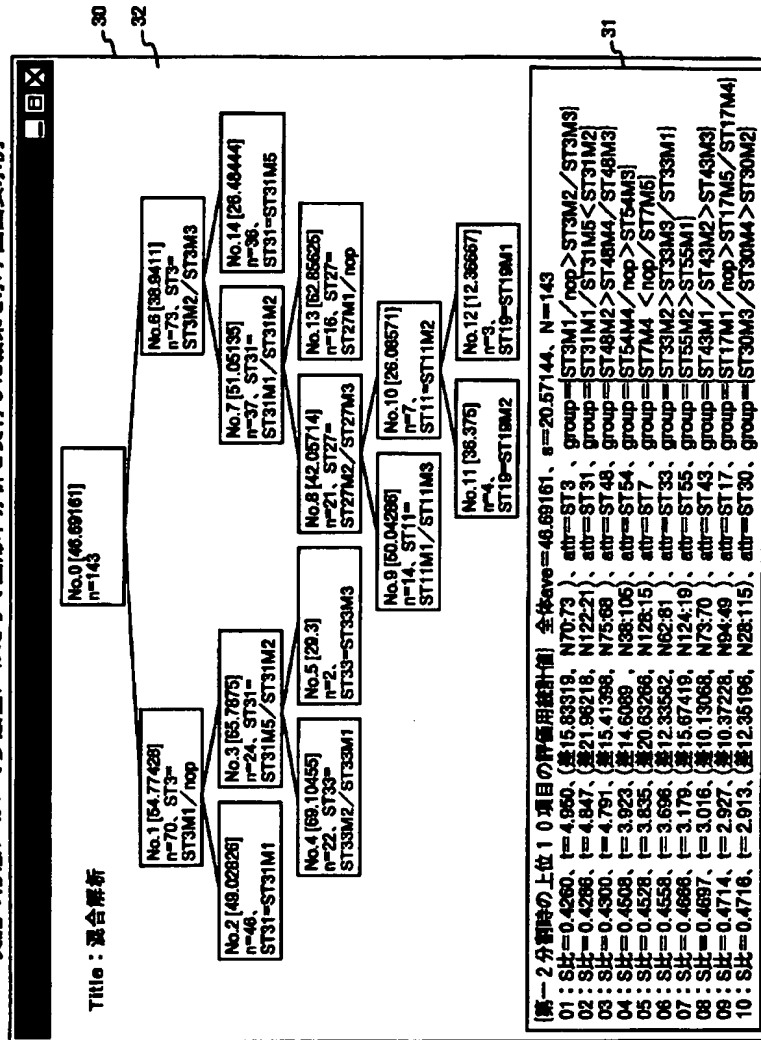 30
32
Title：混合解析
No.0 [46.69161]
n=143
No.1 [54.77428]
n=70、ST3=
ST3M1／nop
No.6 [38.9411]
n=73、ST3=
ST3M2／ST3M3
No.2 [49.02826]
n=46、
ST31=ST31M1
No.3 [65.7875]
n=24、ST31=
ST31M5／ST31M2
No.7 [51.05135]
n=37、ST31=
ST31M1／ST31M2
No.14 [26.48444]
n=36、
ST31=ST31M5
No.4 [69.10455]
n=22、ST33=
ST33M2／ST33M1
No.5 [29.3]
n=2、
ST33=ST33M3
No.8 [42.05714]
n=21、ST27=
ST27M2／ST27M3
No.13 [62.85625]
n=16、ST27=
ST27M1／nop
No.9 [50.04286]
n=14、ST11=
ST11M1／ST11M3
No.10 [26.08571]
n=7、
ST11=ST11M2
No.11 [36.375]
n=4、
ST19=ST19M2
No.12 [12.36667]
n=3、
ST19=ST19M1
[第一2分割時の上位10項目の評価用統計値] 全体ave=46.69161、s=20.57144、N=143
01：S比=0.4260、t=4.950、(差15.83319、N70:73 )、attr=ST3 、group=[ST3M1／nop＞ST3M2／ST3M3]
02：S比=0.4286、t=4.847、(差21.96218、N122:21)、attr=ST31、group=[ST31M1／ST31M5＜ST31M2]
03：S比=0.4300、t=4.791、(差15.41398、N75:68 )、attr=ST48、group=[ST48M2＞ST48M4／ST48M3]
04：S比=0.4508、t=3.923、(差14.6089 、N38:105)、attr=ST54、group=[ST54M4／nop＞ST54M3]
05：S比=0.4528、t=3.835、(差20.63266、N128:15)、attr=ST7 、group=[ST7M4 ＜nop／ST7M5]
06：S比=0.4558、t=3.696、(差12.33582、N62:81 )、attr=ST33、group=[ST33M2＞ST33M3／ST33M1]
07：S比=0.4666、t=3.179、(差15.67419、N124:19)、attr=ST55、group=[ST55M2＞ST55M1]
08：S比=0.4697、t=3.016、(差10.13068、N73:70 )、attr=ST43、group=[ST43M1／ST43M2＞ST43M3]
09：S比=0.4714、t=2.927、(差10.37228、N94:49 )、attr=ST17、group=[ST17M1／nop＞ST17M5／ST17M4]
10：S比=0.4716、t=2.913、(差12.35196、N28:115)、attr=ST30、group=[ST30M3／ST30M4＞ST30M2]
31